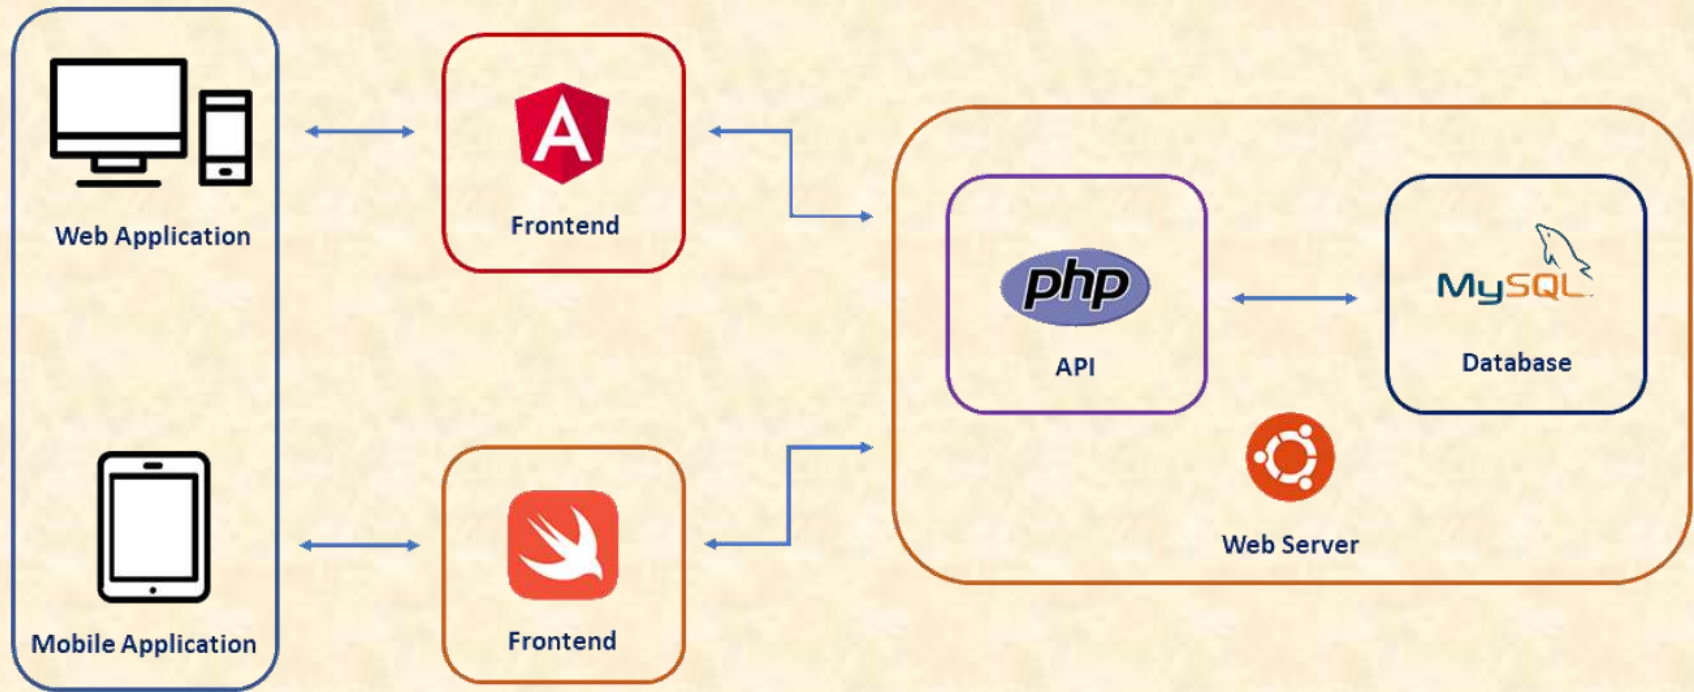 Web Application
A
Frontend
php
API
MySQL
Database
Web Server
Mobile Application
Frontend